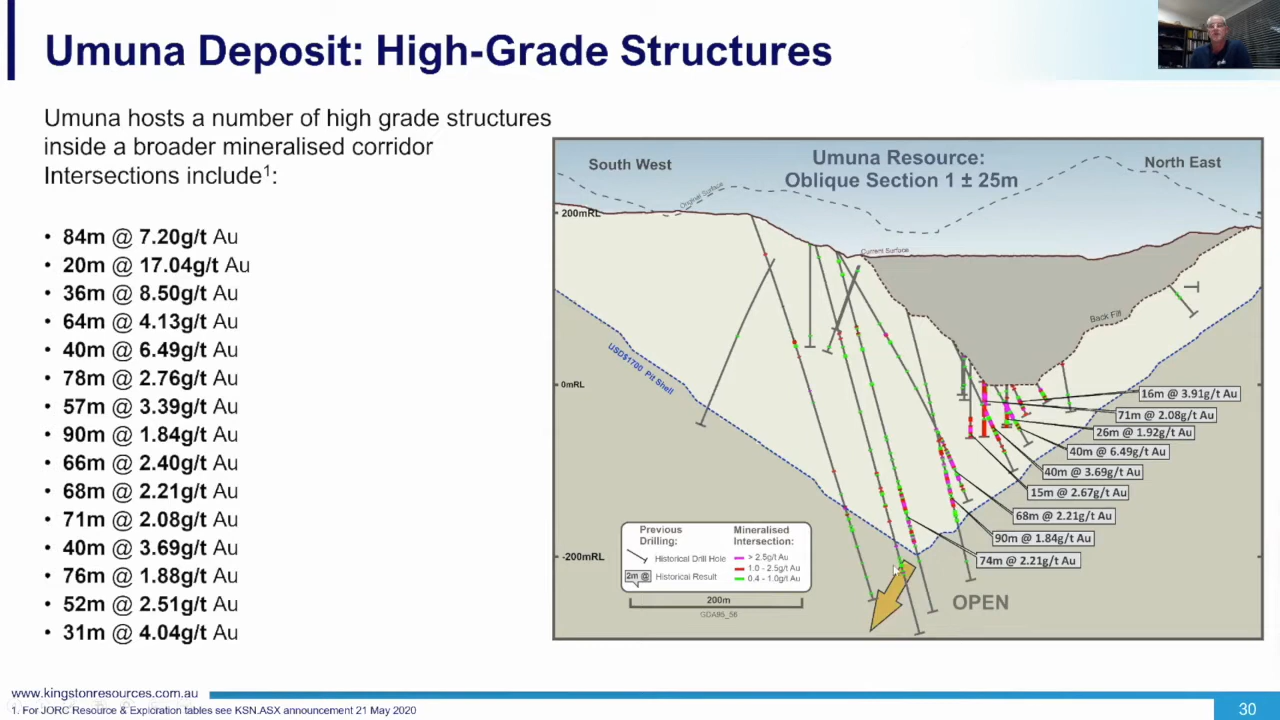 Umuna Deposit: High-Grade Structures
Umuna hosts a number of high grade structures
inside a broader mineralised corridor
Intersections include1:
• 84m @ 7.20g/t Au
• 20m @ 17.04g/t Au
• 36m @ 8.50g/t Au
• 64m @ 4.13g/t Au
• 40m @ 6.49g/t Au
• 78m @ 2.76g/t Au
• 57m @ 3.39g/t Au
• 90m @ 1.84g/t Au
• 66m @ 2.40g/t Au
• 68m @ 2.21g/t Au
• 71m @ 2.08g/t Au
• 40m @ 3.69g/t Au
• 76m @ 1.88g/t Au
• 52m @ 2.51g/t Au
• 31m @ 4.04g/t Au
South West
Umuna Resource:
Oblique Section 1 ± 25m
North East
Original Surface
200mRL
Current Surface
Back Fill
USD$1700 Pit Shell
0mRL
16m @ 3.91g/t Au
71m @ 2.08g/t Au
26m @ 1.92g/t Au
40m @ 6.49g/t Au
40m @ 3.69g/t Au
15m @ 2.67g/t Au
68m @ 2.21g/t Au
90m @ 1.84g/t Au
74m @ 2.21g/t Au
-200mRL
Previous
Drilling:
Historical Drill Hole
2m @
Historical Result
Mineralised
Intersection:
> 2.5g/t Au
1.0 - 2.5g/t Au
0.4 - 1.0g/t Au
200m
GDA95_56
OPEN
www.kingstonresources.com.au
1. For JORC Resource & Exploration tables see KSN.ASX announcement 21 May 2020
30